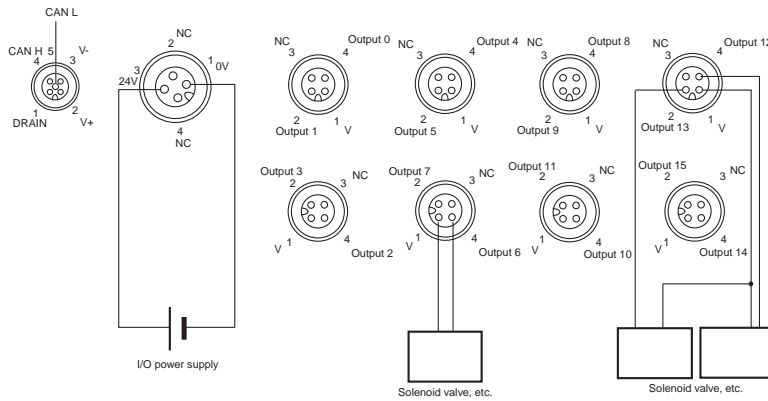 CAN L
CAN H 5 V-
4 3
1 2
DRAIN V+
NC
2
3 1 0V
24V
4
NC
I/O power supply
NC Output 0
3 4
2 1
Output 1 V
NC Output 4
3 4
2 1
Output 5 V
NC Output 8
3 4
2 1
Output 9 V
NC Output 12
3 4
2 1
Output 13 V
Output 3
2 3 NC
1 4
V Output 2
Output 7
2 3 NC
1 4
V Output 6
Output 11
2 3 NC
1 4
V Output 10
Output 15
2 3 NC
1 4
V Output 14
Solenoid valve, etc.
Solenoid valve, etc.